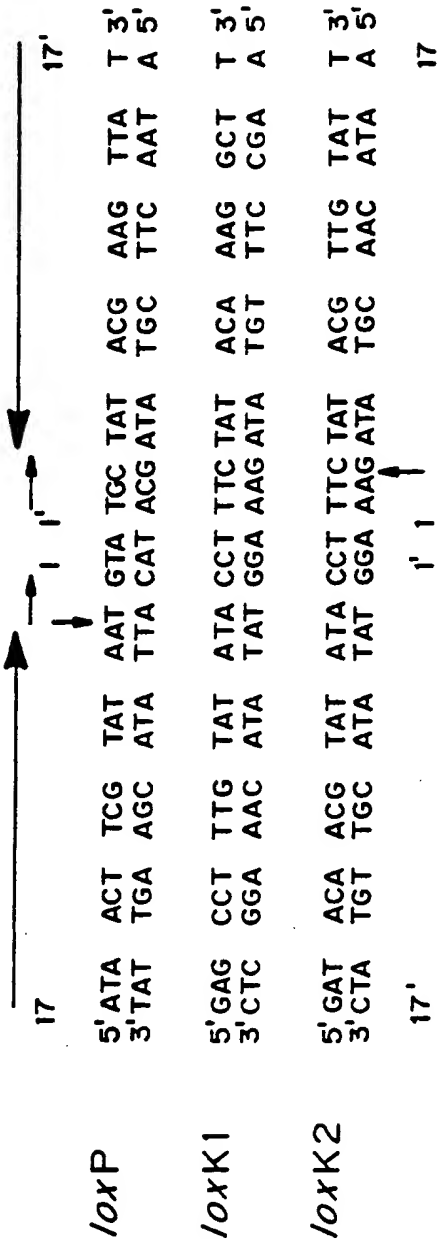 17 1 1' 17'
loxP 5'ATA ACT TCG TAT AAT GTA TGC TAT ACG AAG TTA T 3'
3'TAT TGA AGC ATA TTA CAT ACG ATA TGC TTC AAT A 5'
loxK1 5'GAG CCT TTG TAT ATA CCT TTC TAT ACA AAG GCT T 3'
3'CTC GGA AAC ATA TAT GGA AAG ATA TGT TTC CGA A 5'
loxK2 5'GAT ACA ACG TAT ATA CCT TTC TAT ACG TTG TAT T 3'
3'CTA TGT TGC ATA TAT GGA AAG ATA TGC AAC ATA A 5'
17' 1' 1 17